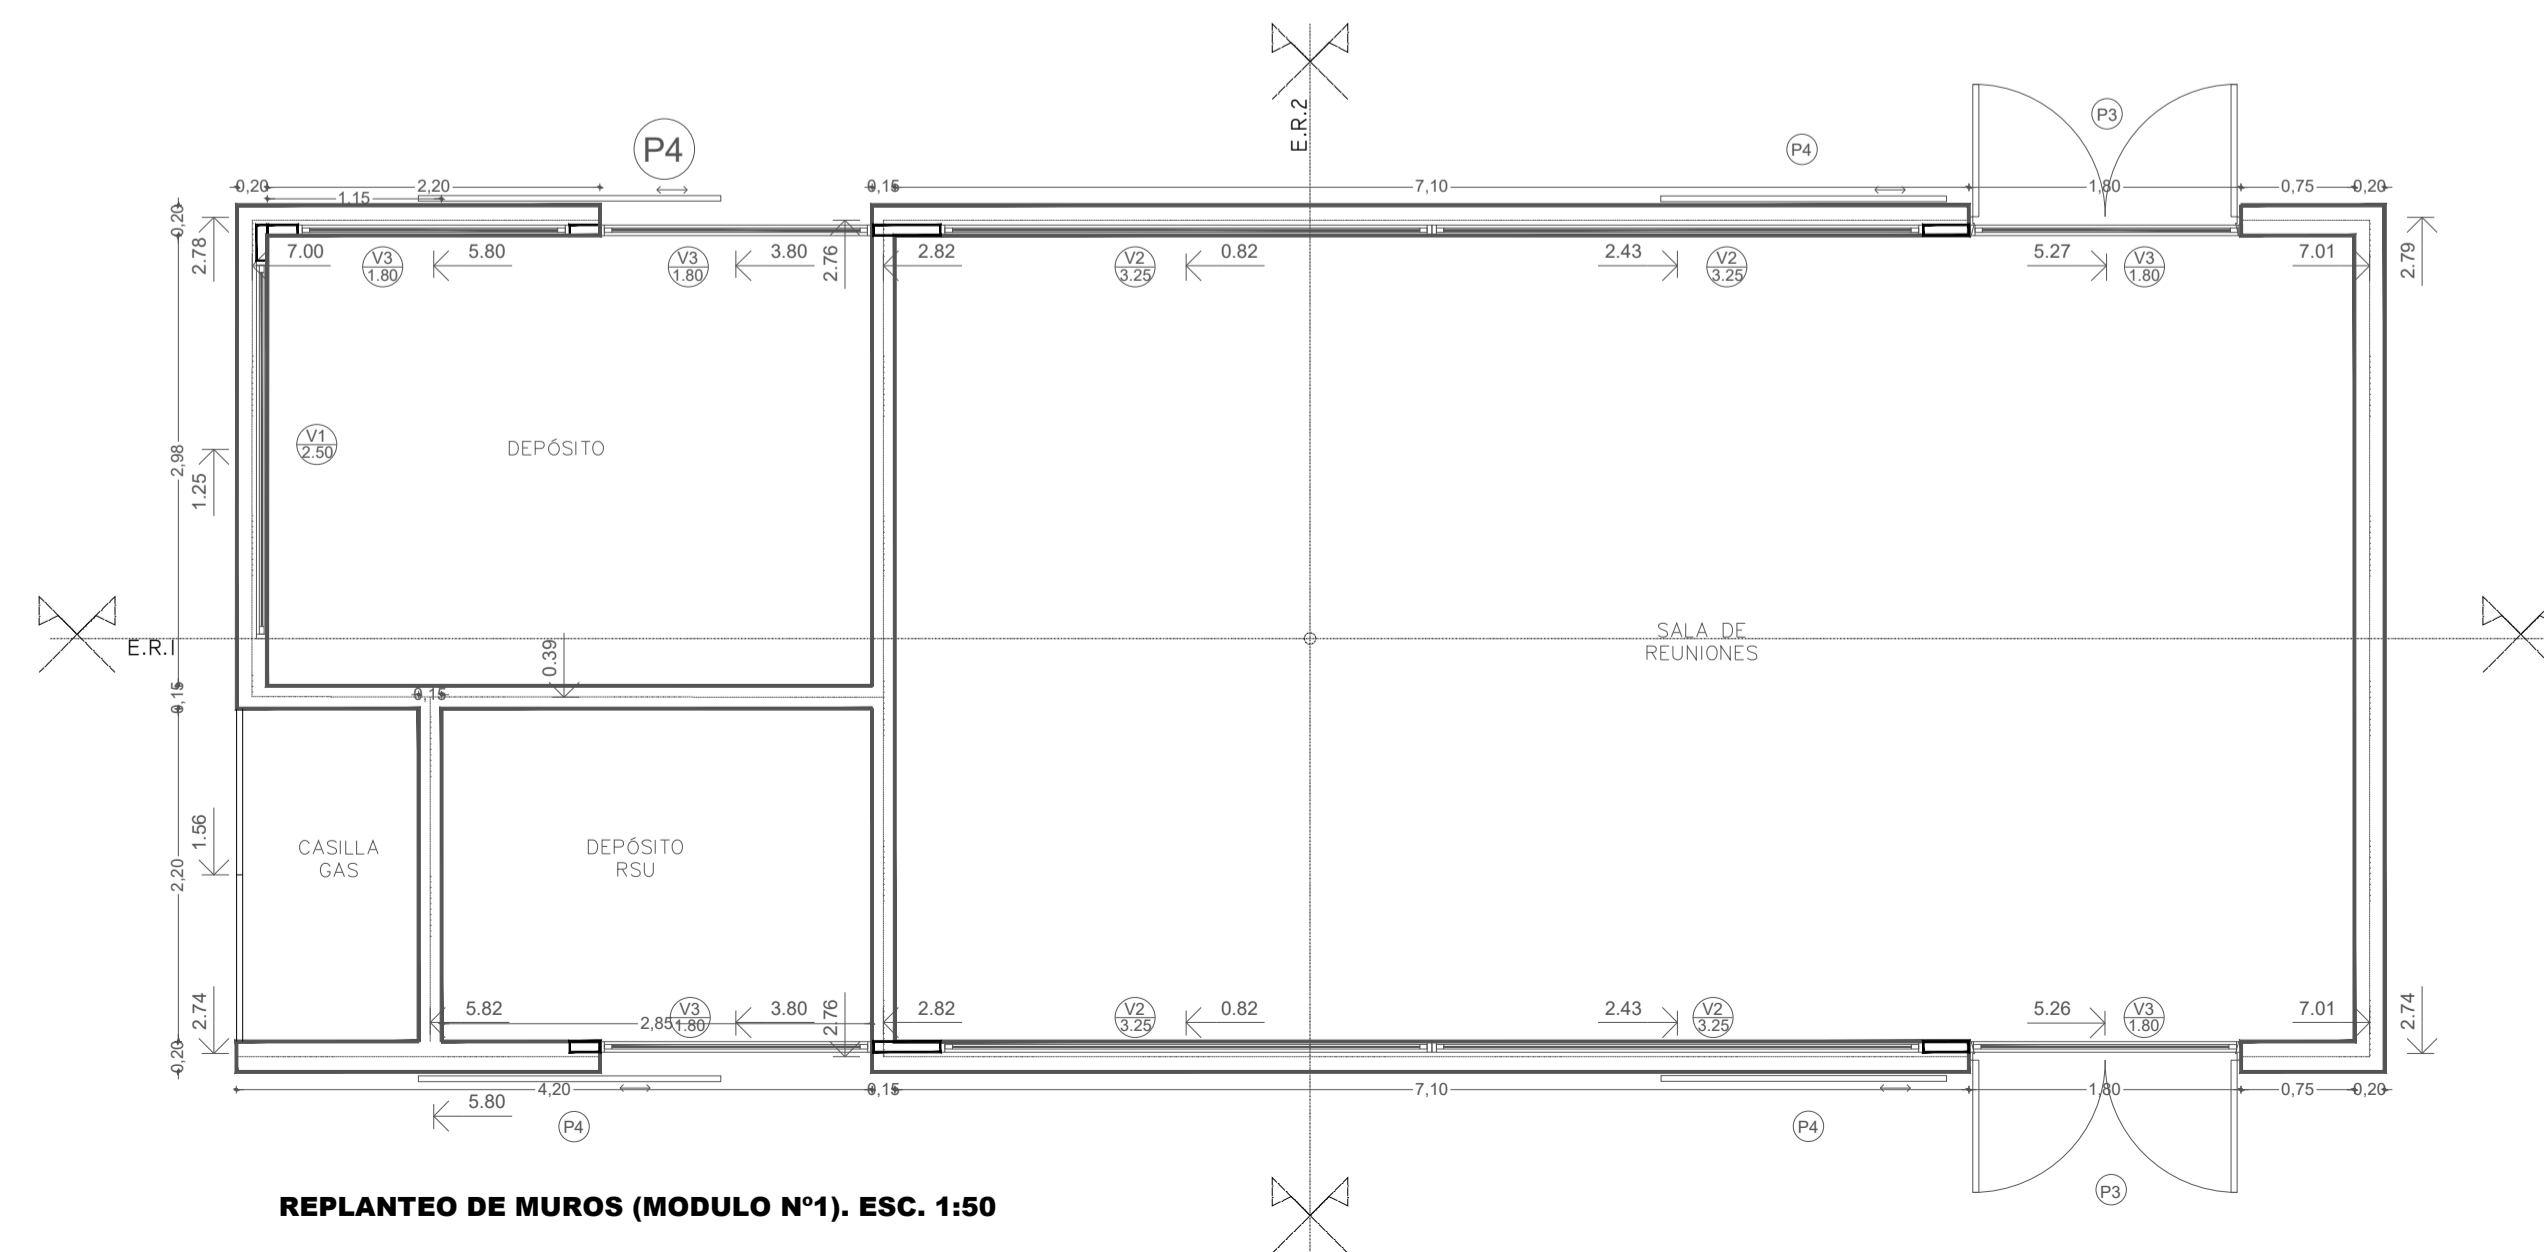 E.R.2
P3
P4
P4
0,20
2,20
0,15
7,10
1,80
0,75
0,20
1.15
0,20
2.78
7.00
V3
1.80
5.80
V3
1.80
3.80
2.76
2.82
V2
3.25
0.82
2.43
V2
3.25
5.27
V3
1.80
7.01
2.79
V1
2.50
DEPÓSITO
2,98
1.25
E.R.I
0.39
SALA DE
REUNIONES
0,15
0,15
1.56
2,20
CASILLA
GAS
DEPÓSITO
RSU
2.74
5.82
2,85
V3
1.80
3.80
2.76
2.82
V2
3.25
0.82
2.43
V2
3.25
5.26
V3
1.80
7.01
2.74
0,20
4,20
0,15
7,10
1,80
0,75
0,20
5.80
P4
P4
P3
REPLANTEO DE MUROS (MODULO Nº1). ESC. 1:50